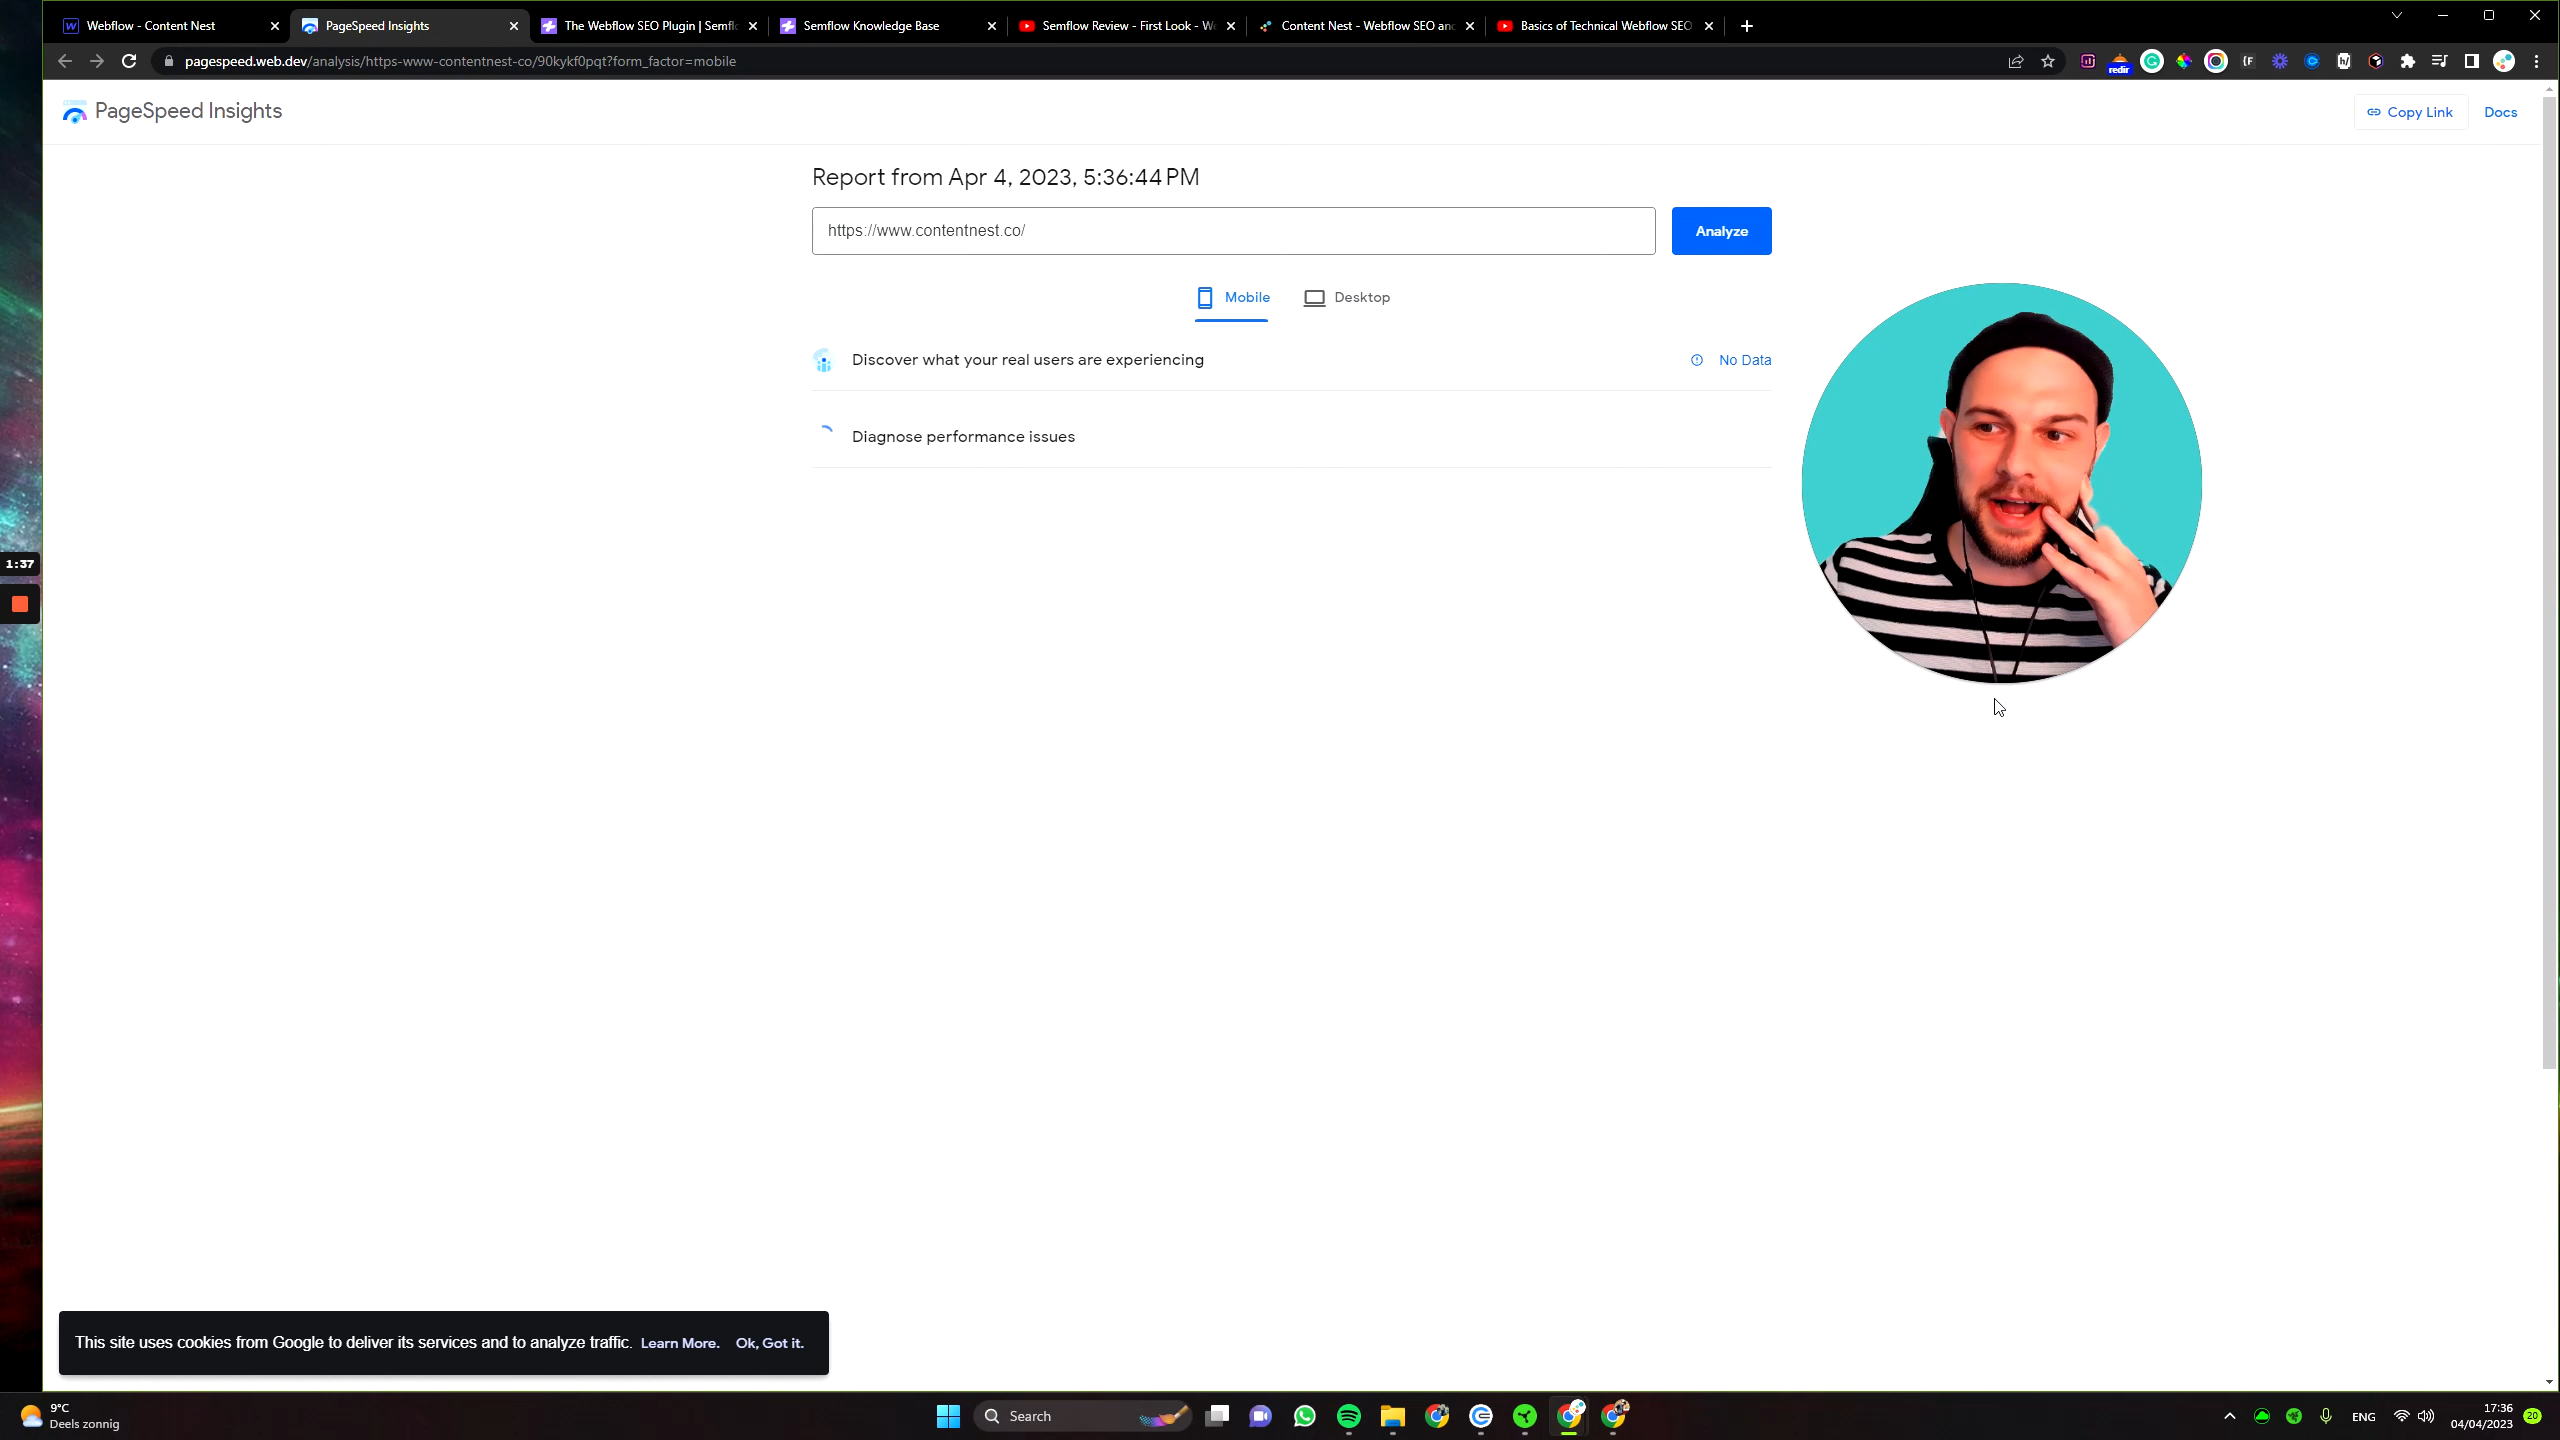 Webflow - Content Nest
PageSpeed Insights
The Webflow SEO Plugin | Semfl
Semflow Knowledge Base
Semflow Review - First Look - W
Content Nest - Webflow SEO an
Basics of Technical Webflow SEO
pagespeed.web.dev/analysis/https-www-contentnest-co/90kykf0pqt?form_factor=mobile
redir
PageSpeed Insights
Copy Link
Docs
Report from Apr 4, 2023, 5:36:44 PM
https://www.contentnest.co/
Analyze
Mobile
Desktop
Discover what your real users are experiencing
No Data
Diagnose performance issues
1:37
This site uses cookies from Google to deliver its services and to analyze traffic. Learn More. Ok, Got it.
9°C
Deels zonnig
Search
ENG
17:36
04/04/2023
20